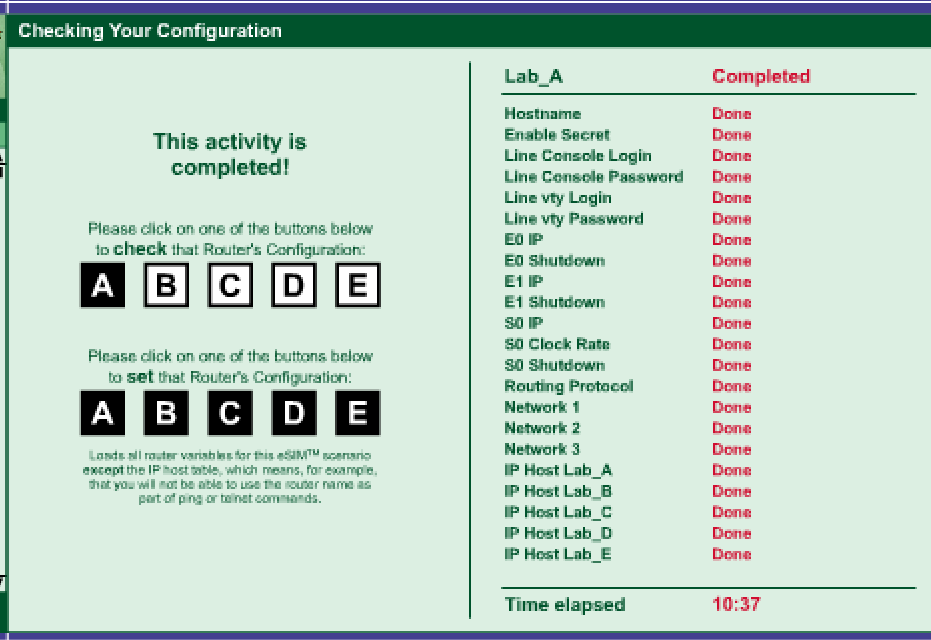 Checking Your Configuration
This activity is
completed!
Please click on one of the buttons below
to check that Router's Configuration:
A B C D E
Please click on one of the buttons below
to set that Router's Configuration:
A B C D E
Loads all router variables for this eSIM™ scenario
except the IP host table, which means, for example,
that you will not be able to use the router name as
part of ping or telnet commands.
Lab_A Completed
Hostname Done
Enable Secret Done
Line Console Login Done
Line Console Password Done
Line vty Login Done
Line vty Password Done
E0 IP Done
E0 Shutdown Done
E1 IP Done
E1 Shutdown Done
S0 IP Done
S0 Clock Rate Done
S0 Shutdown Done
Routing Protocol Done
Network 1 Done
Network 2 Done
Network 3 Done
IP Host Lab_A Done
IP Host Lab_B Done
IP Host Lab_C Done
IP Host Lab_D Done
IP Host Lab_E Done
Time elapsed 10:37